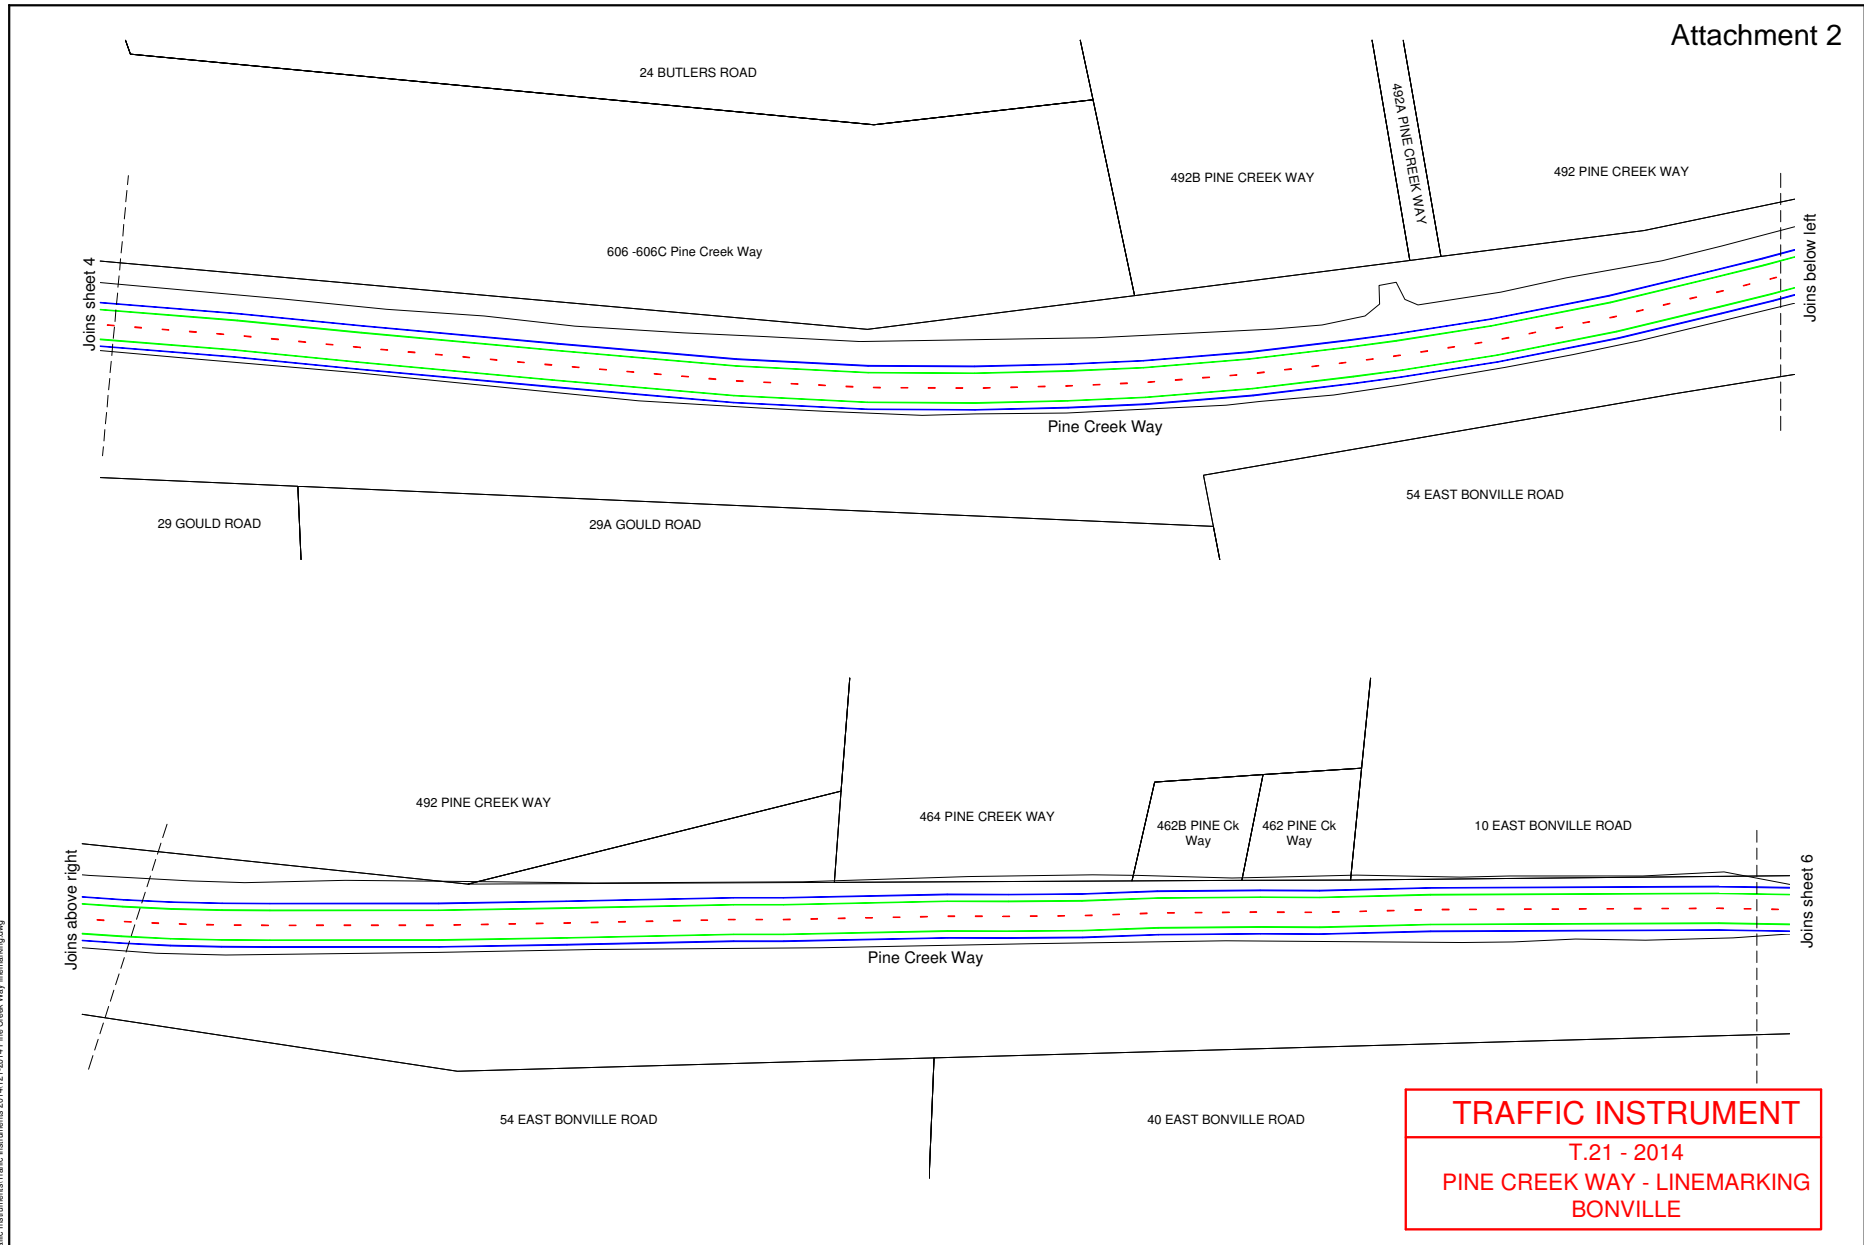 Attachment 2
24 BUTLERS ROAD
492A PINE CREEK WAY
492B PINE CREEK WAY
492 PINE CREEK WAY
606 -606C Pine Creek Way
Joins sheet 4
Joins below left
Pine Creek Way
54 EAST BONVILLE ROAD
29 GOULD ROAD
29A GOULD ROAD
492 PINE CREEK WAY
464 PINE CREEK WAY
462B PINE Ck
Way
462 PINE Ck
Way
10 EAST BONVILLE ROAD
Joins above right
Joins sheet 6
Pine Creek Way
54 EAST BONVILLE ROAD
40 EAST BONVILLE ROAD
TRAFFIC INSTRUMENT
T.21 - 2014
PINE CREEK WAY - LINEMARKING
BONVILLE